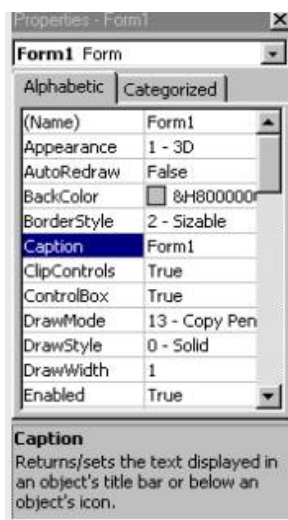 Properties - Form1
Form1 Form
Alphabetic Categorized
(Name) Form1
Appearance 1 - 3D
AutoRedraw False
BackColor &H800000
BorderStyle 2 - Sizable
Caption Form1
ClipControls True
ControlBox True
DrawMode 13 - Copy Pen
DrawStyle 0 - Solid
DrawWidth 1
Enabled True
Caption
Returns/sets the text displayed in
an object's title bar or below an
object's icon.